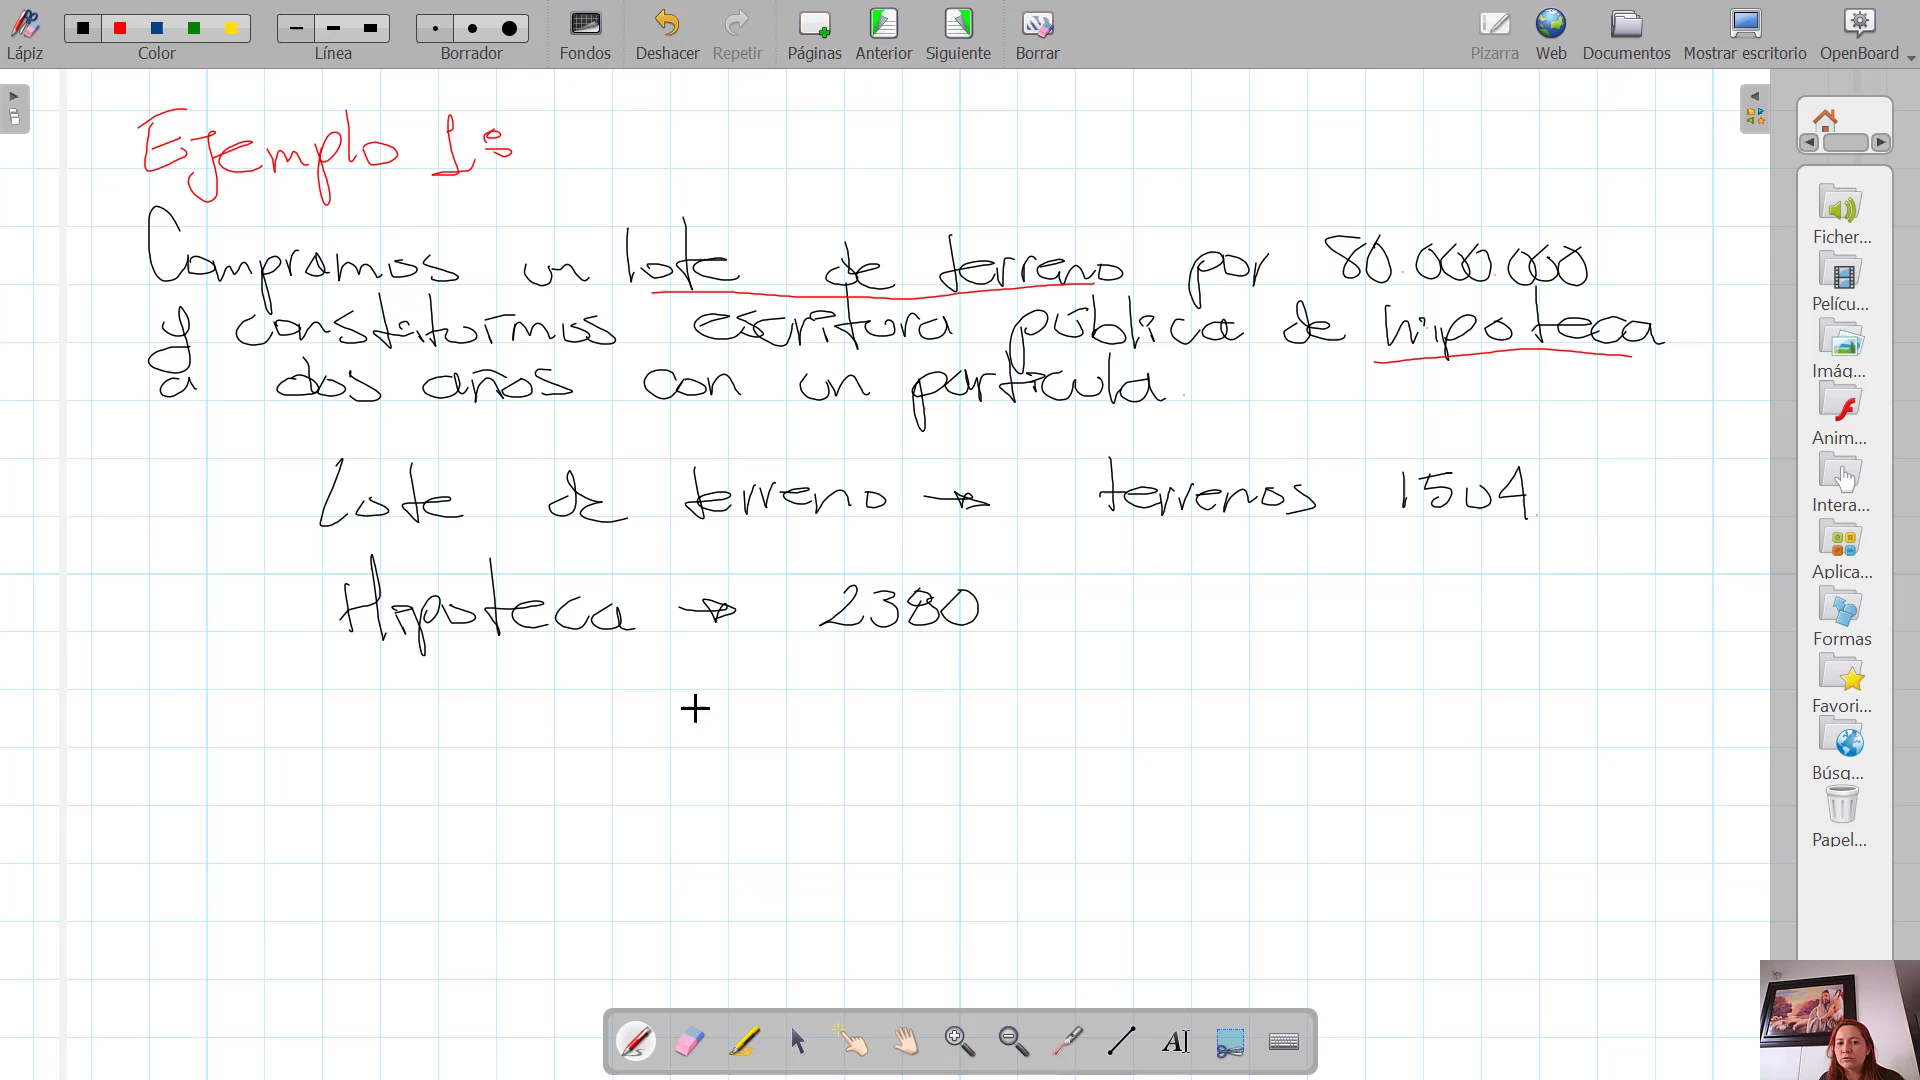 Lápiz
Color
Línea
Borrador
Fondos
Deshacer
Repetir
Páginas
Anterior
Siguiente
Borrar
Pizarra
Web
Documentos
Mostrar escritorio
OpenBoard
Ejemplo 1:
Compramos un lote de terreno por 80.000.000
y constituimos escritura pública de hipoteca
a dos años con un particula.
Lote de terreno → terrenos 1504
Hipoteca → 2380
Ficher...
Pelícu...
Imág...
Anim...
Intera...
Aplica...
Formas
Favori...
Búsq...
Papel...
AI